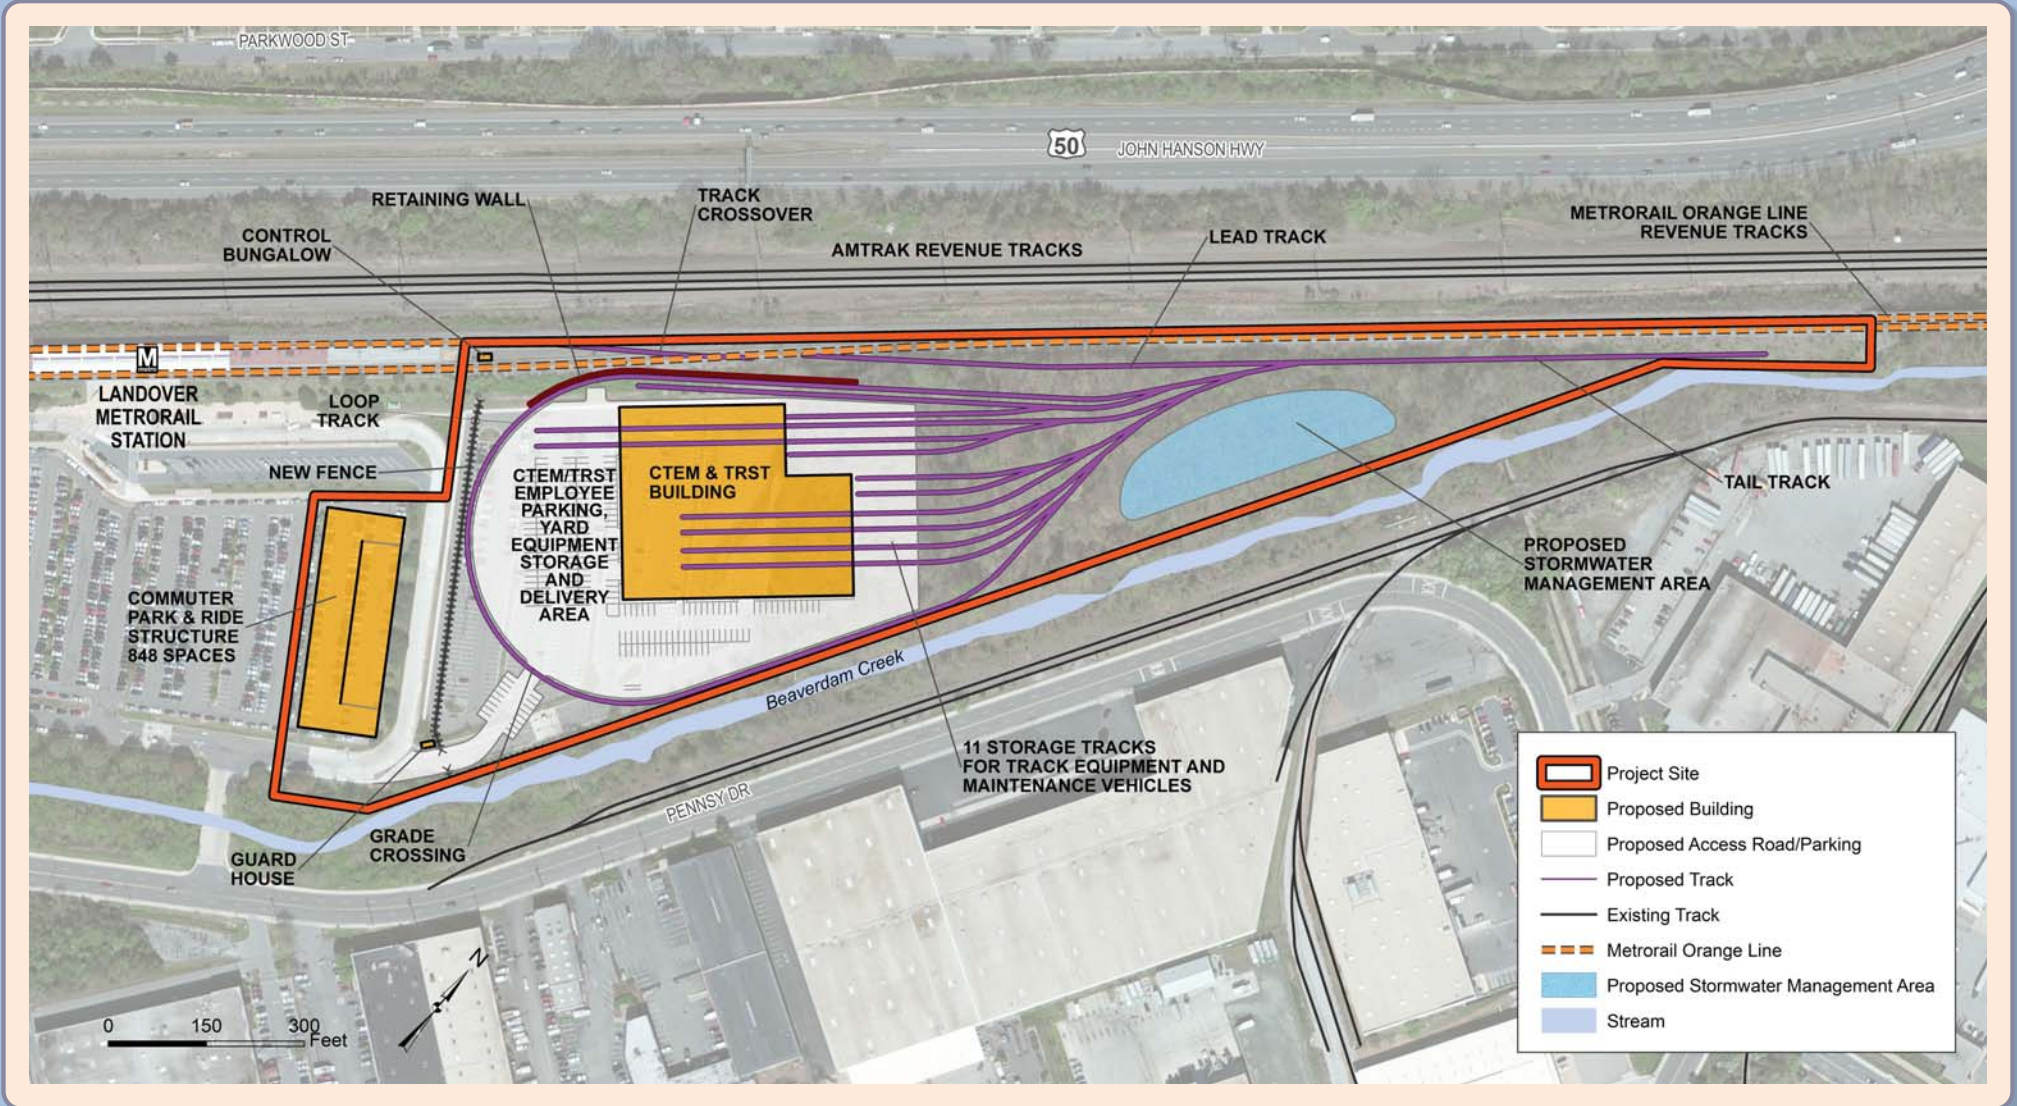 PARKWOOD ST
50
JOHN HANSON HWY
RETAINING WALL
TRACK
CROSSOVER
CONTROL
BUNGALOW
AMTRAK REVENUE TRACKS
LEAD TRACK
METRORAIL ORANGE LINE
REVENUE TRACKS
M
LANDOVER
METRORAIL
STATION
LOOP
TRACK
NEW FENCE
CTEM/TRST
EMPLOYEE
PARKING,
YARD
EQUIPMENT
STORAGE
AND
DELIVERY
AREA
CTEM & TRST
BUILDING
TAIL TRACK
PROPOSED
STORMWATER
MANAGEMENT AREA
COMMUTER
PARK & RIDE
STRUCTURE
848 SPACES
Beaverdam Creek
11 STORAGE TRACKS
FOR TRACK EQUIPMENT AND
MAINTENANCE VEHICLES
PENNSY DR
GRADE
CROSSING
GUARD
HOUSE
N
0 150 300
Feet
Project Site
Proposed Building
Proposed Access Road/Parking
Proposed Track
Existing Track
Metrorail Orange Line
Proposed Stormwater Management Area
Stream